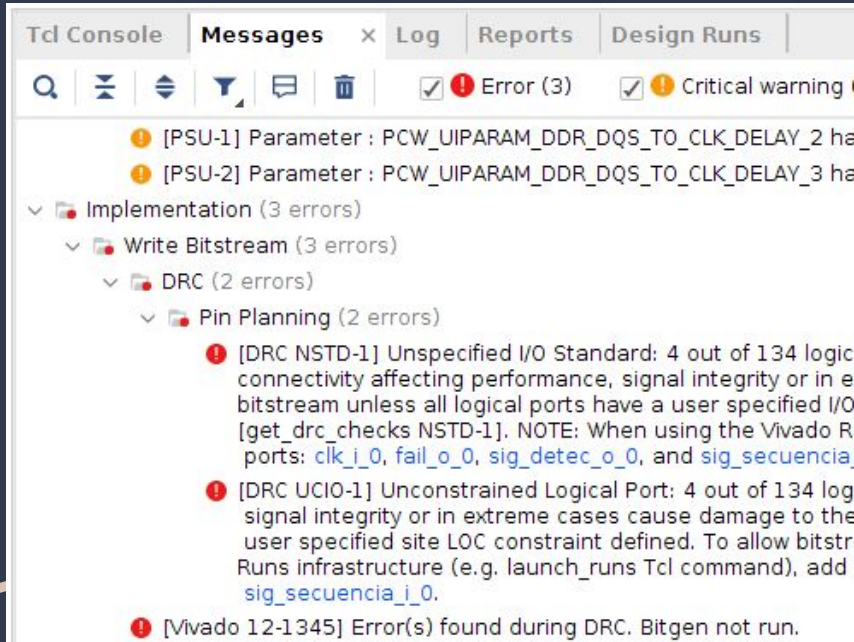 Tcl Console Messages × Log Reports Design Runs
Error (3) Critical warning
[PSU-1] Parameter : PCW_UIPARAM_DDR_DQS_TO_CLK_DELAY_2 ha
[PSU-2] Parameter : PCW_UIPARAM_DDR_DQS_TO_CLK_DELAY_3 ha
Implementation (3 errors)
Write Bitstream (3 errors)
DRC (2 errors)
Pin Planning (2 errors)
[DRC NSTD-1] Unspecified I/O Standard: 4 out of 134 logic
connectivity affecting performance, signal integrity or in e
bitstream unless all logical ports have a user specified I/O
[get_drc_checks NSTD-1]. NOTE: When using the Vivado R
ports: clk_i_0, fail_o_0, sig_detec_o_0, and sig_secuencia_
[DRC UCIO-1] Unconstrained Logical Port: 4 out of 134 log
signal integrity or in extreme cases cause damage to the
user specified site LOC constraint defined. To allow bitstr
Runs infrastructure (e.g. launch_runs Tcl command), add
sig_secuencia_i_0.
[Vivado 12-1345] Error(s) found during DRC. Bitgen not run.